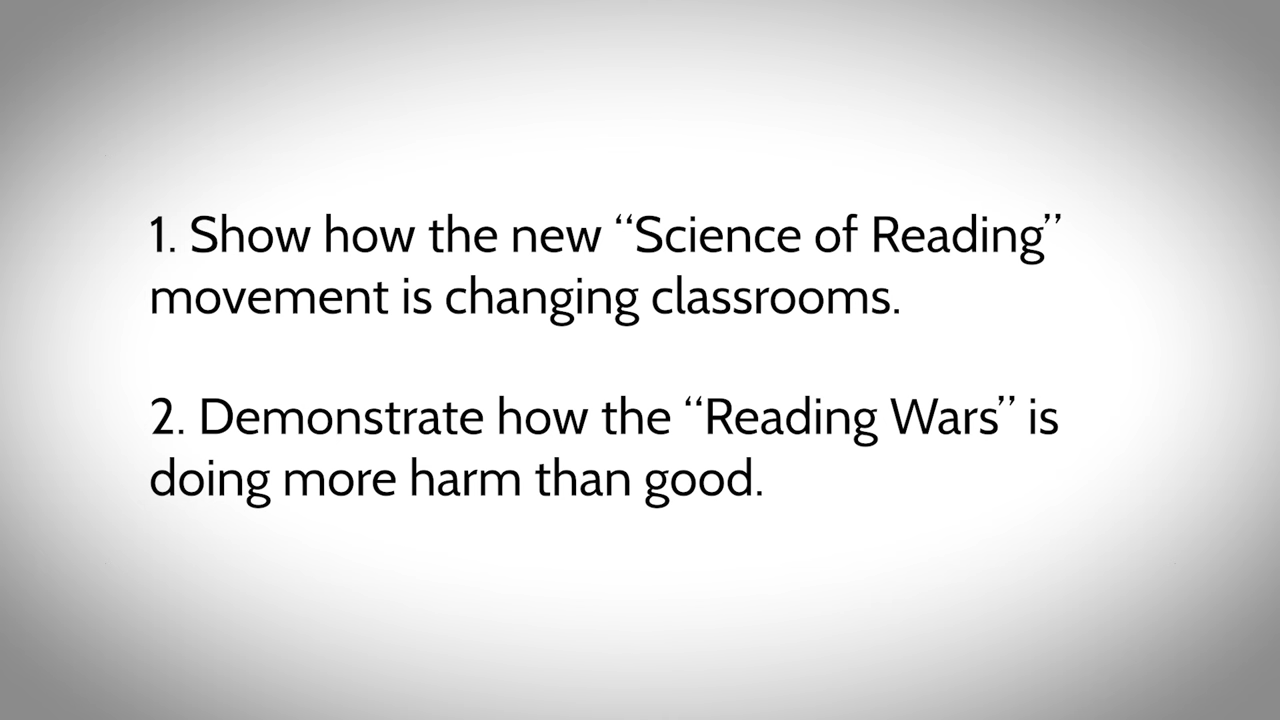 1. Show how the new “Science of Reading”
movement is changing classrooms.
2. Demonstrate how the “Reading Wars” is
doing more harm than good.